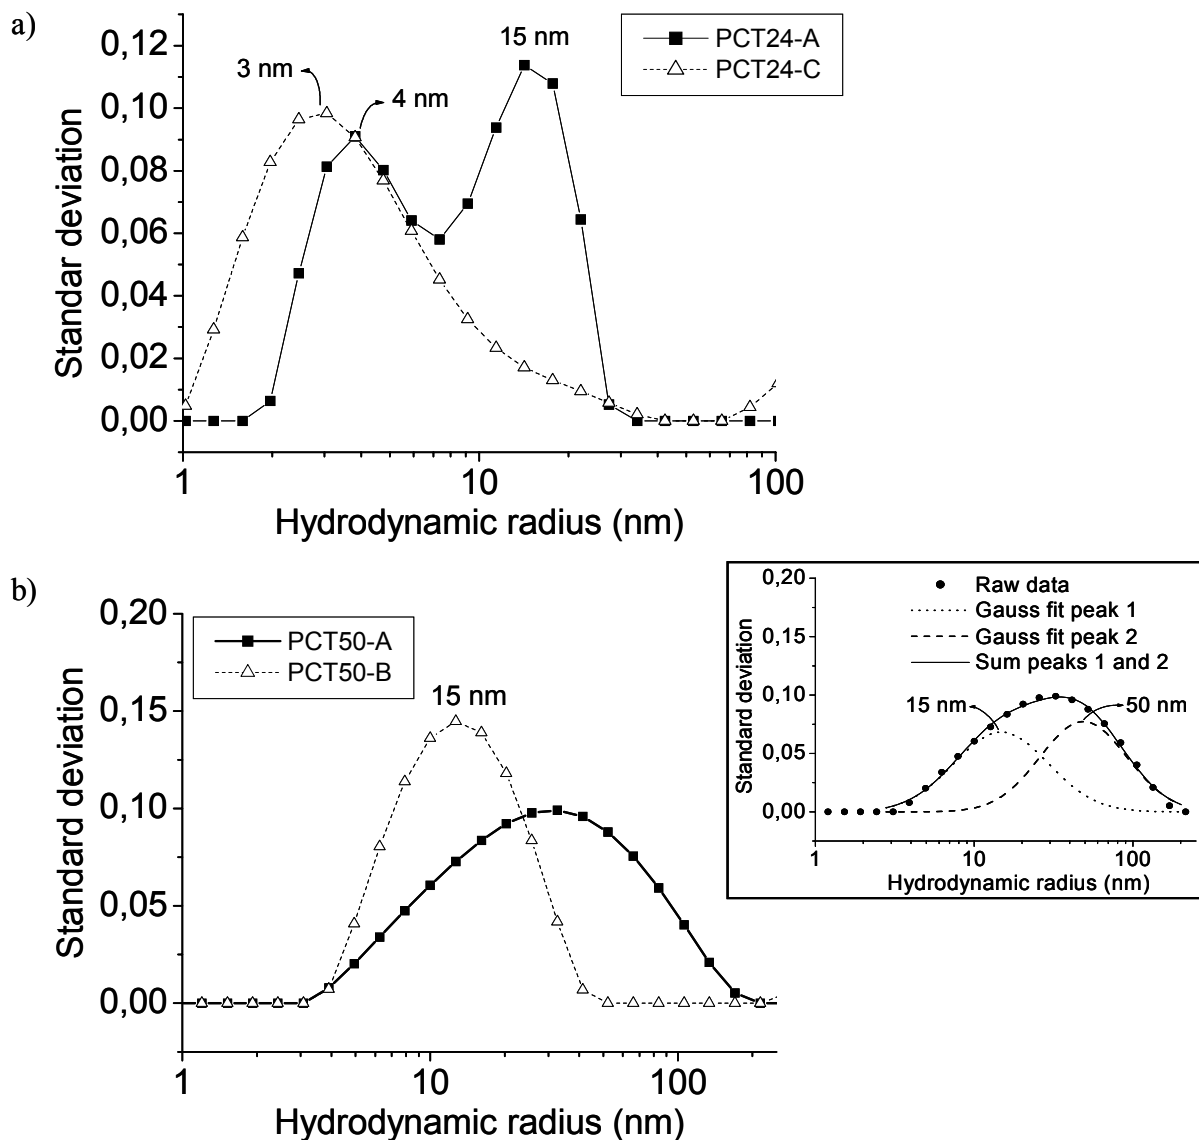 a)
0,12
0,10
0,08
0,06
0,04
0,02
0,00
Standar deviation
3 nm
4 nm
15 nm
PCT24-A
PCT24-C
1
10
100
Hydrodynamic radius (nm)
b)
0,20
0,15
0,10
0,05
0,00
Standard deviation
PCT50-A
PCT50-B
15 nm
1
10
100
Hydrodynamic radius (nm)
0,20
0,15
0,10
0,05
0,00
Standard deviation
Raw data
Gauss fit peak 1
Gauss fit peak 2
Sum peaks 1 and 2
15 nm
50 nm
1
10
100
Hydrodynamic radius (nm)